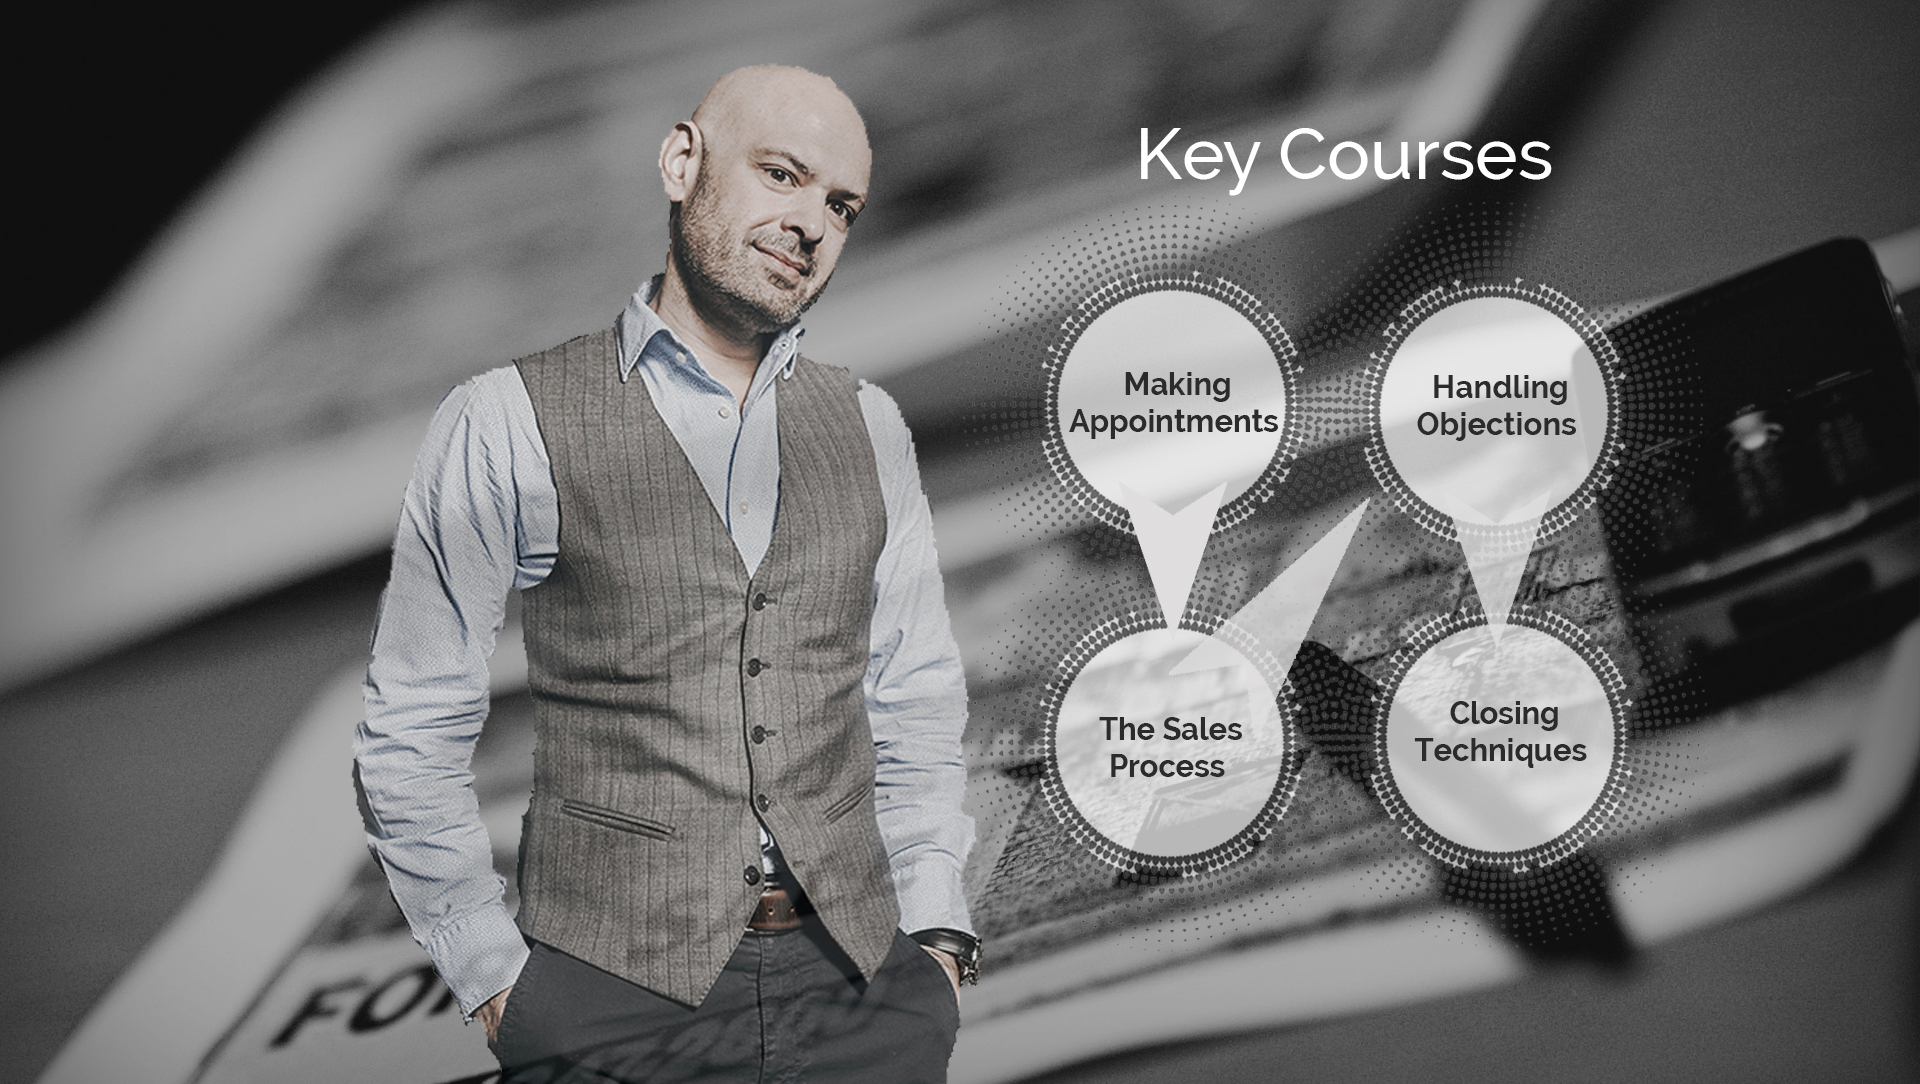 Key Courses
Making
Appointments
Handling
Objections
The Sales
Process
Closing
Techniques